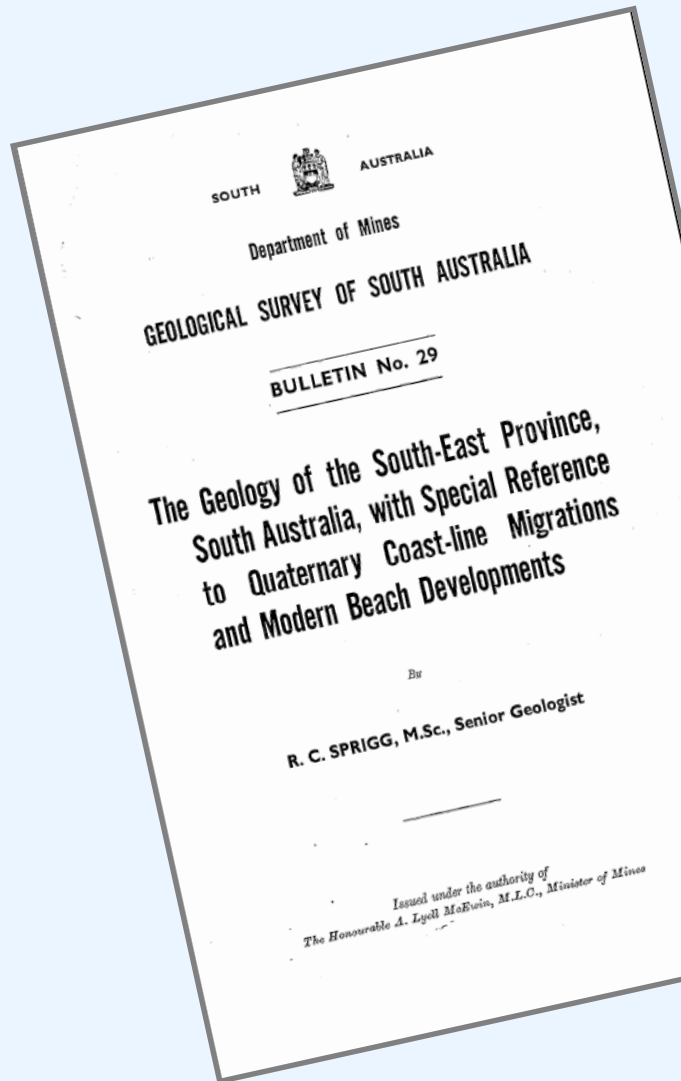 SOUTH AUSTRALIA
Department of Mines
GEOLOGICAL SURVEY OF SOUTH AUSTRALIA
BULLETIN No. 29
The Geology of the South-East Province,
South Australia, with Special Reference
to Quaternary Coast-line Migrations
and Modern Beach Developments
By
R. C. SPRIGG, M.Sc., Senior Geologist
Issued under the authority of
The Honourable A. Lyell McEwin, M.L.C., Minister of Mines